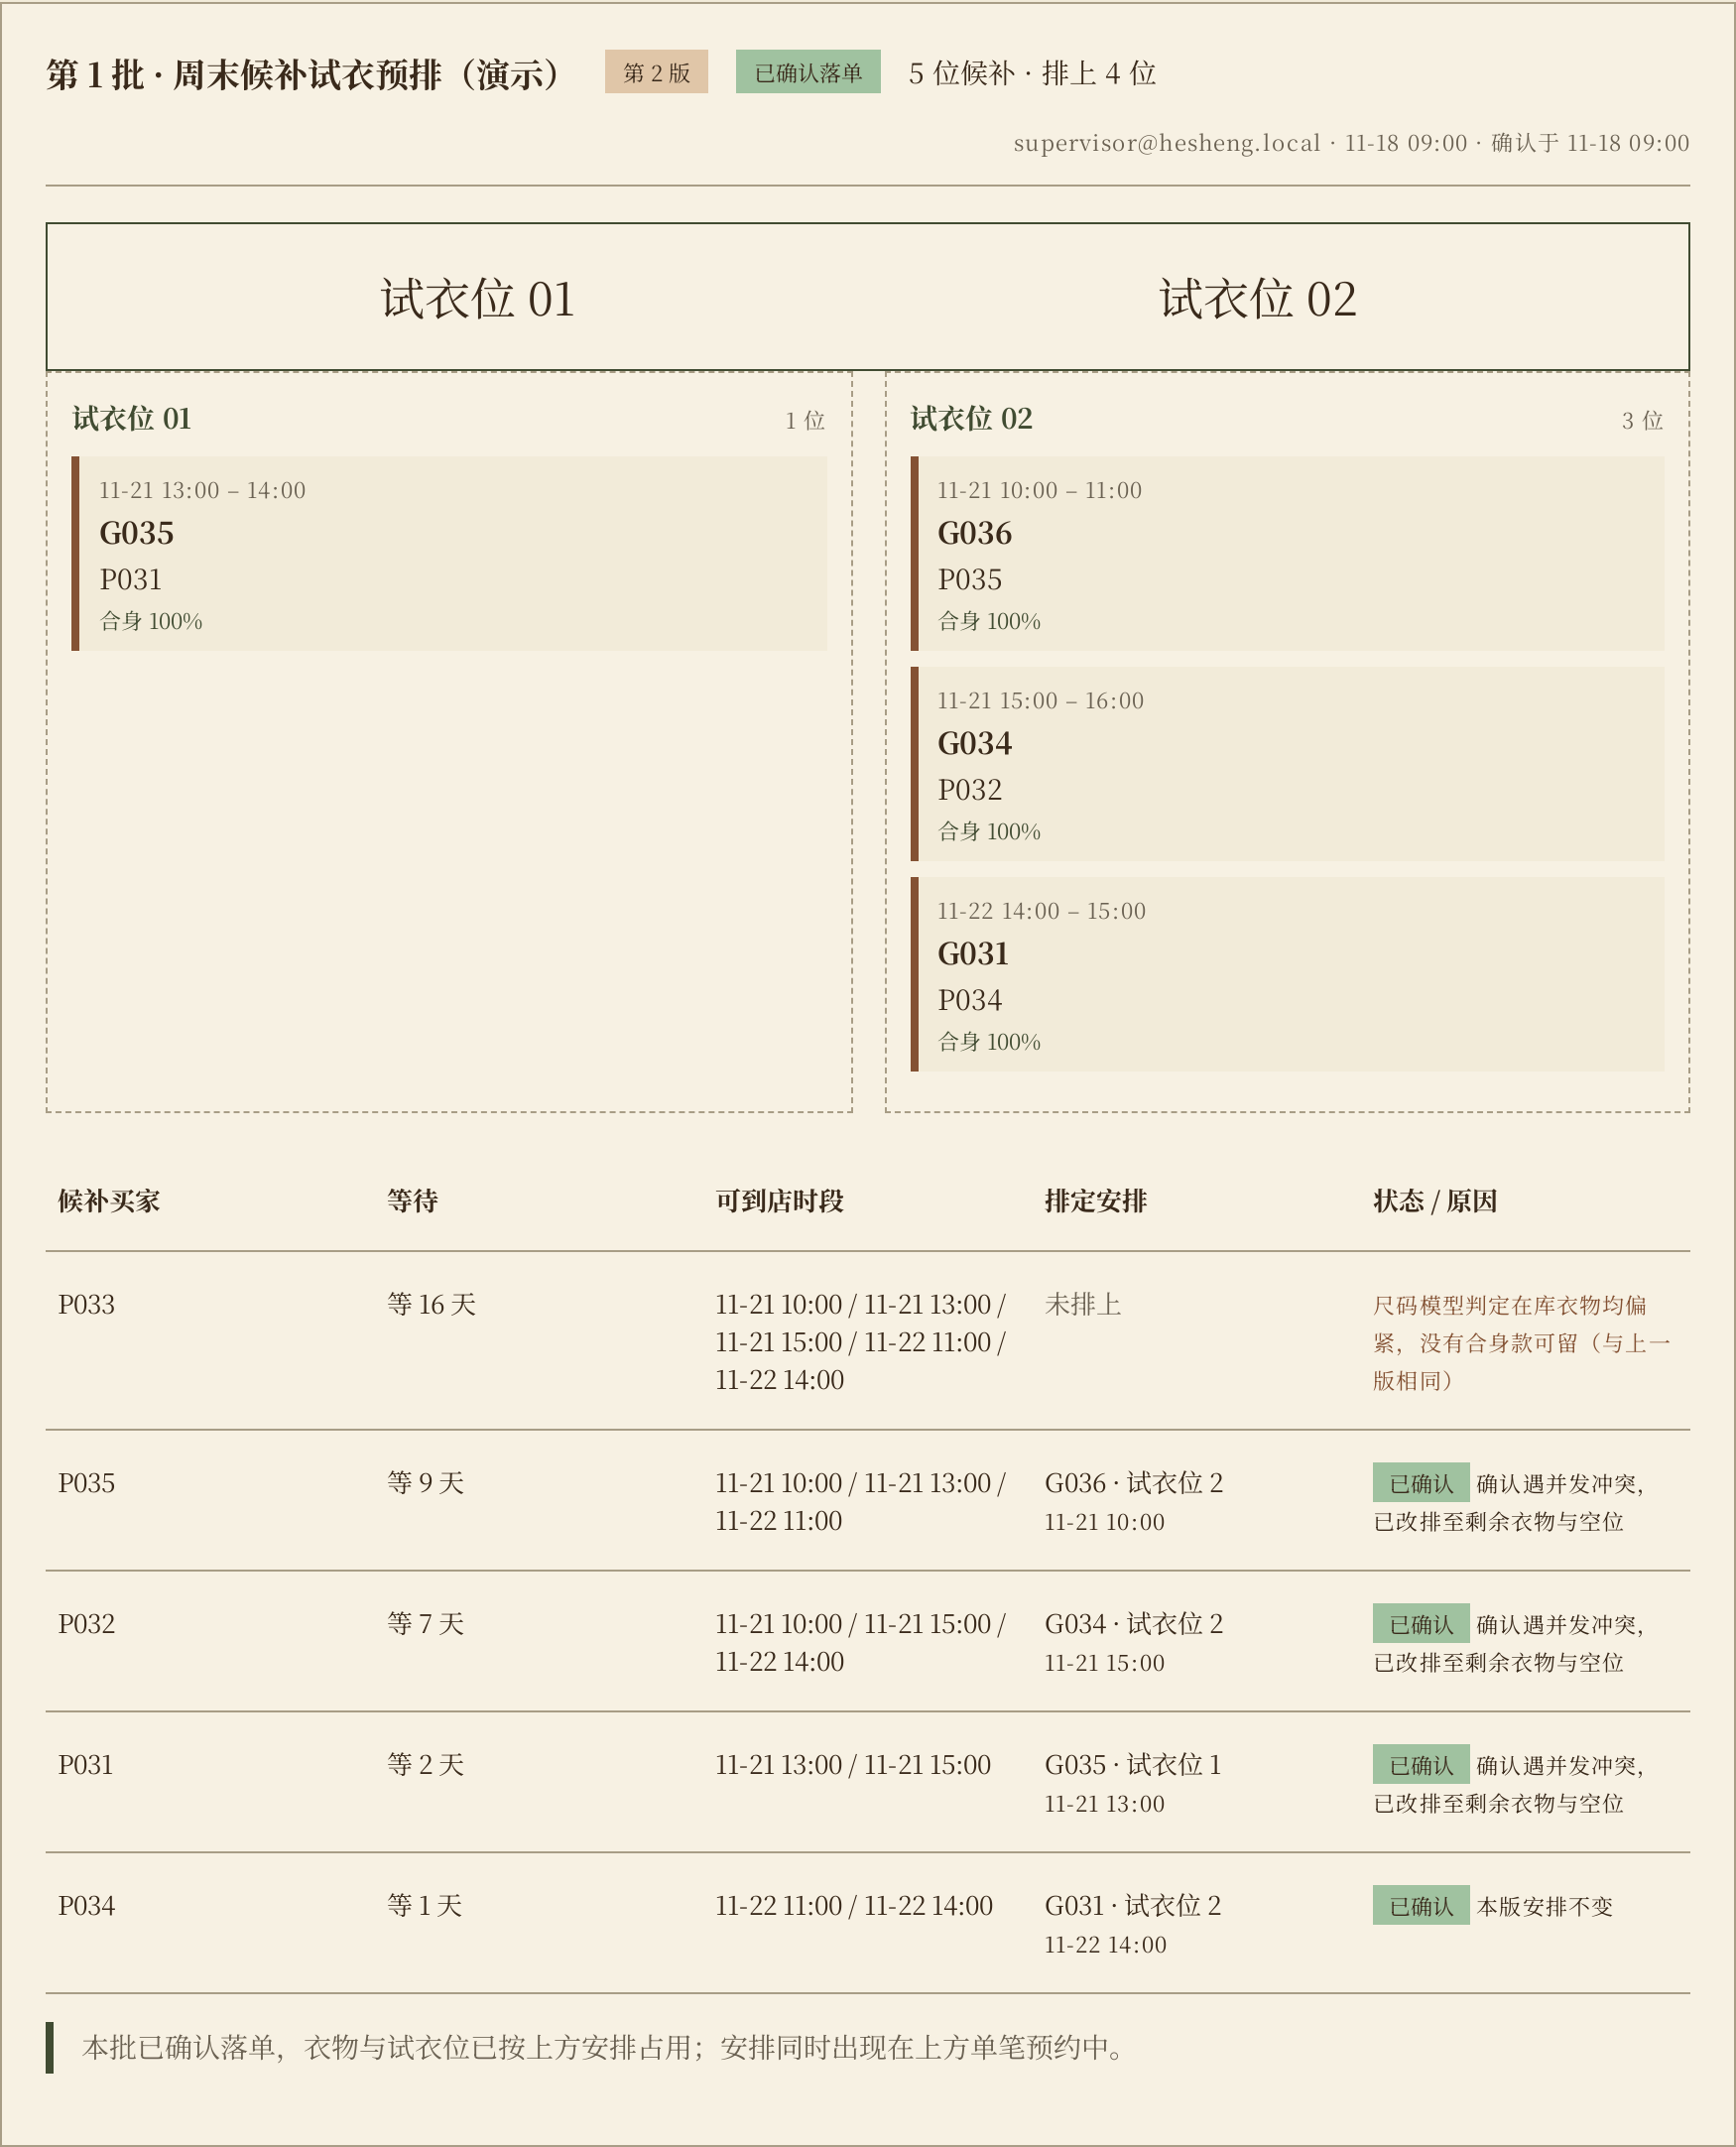 第 1 批 · 周末候补试衣预排（演示）
第 2 版
已确认落单
5 位候补 · 排上 4 位
supervisor@hesheng.local · 11-18 09:00 · 确认于 11-18 09:00
试衣位 01
试衣位 02
试衣位 01
1 位
11-21 13:00 – 14:00
G035
P031
合身 100%
试衣位 02
3 位
11-21 10:00 – 11:00
G036
P035
合身 100%
11-21 15:00 – 16:00
G034
P032
合身 100%
11-22 14:00 – 15:00
G031
P034
合身 100%
候补买家
等待
可到店时段
排定安排
状态 / 原因
P033
等 16 天
11-21 10:00 / 11-21 13:00 /
11-21 15:00 / 11-22 11:00 /
11-22 14:00
未排上
尺码模型判定在库衣物均偏
紧，没有合身款可留（与上一
版相同）
P035
等 9 天
11-21 10:00 / 11-21 13:00 /
11-22 11:00
G036 · 试衣位 2
11-21 10:00
已确认 确认遇并发冲突，
已改排至剩余衣物与空位
P032
等 7 天
11-21 10:00 / 11-21 15:00 /
11-22 14:00
G034 · 试衣位 2
11-21 15:00
已确认 确认遇并发冲突，
已改排至剩余衣物与空位
P031
等 2 天
11-21 13:00 / 11-21 15:00
G035 · 试衣位 1
11-21 13:00
已确认 确认遇并发冲突，
已改排至剩余衣物与空位
P034
等 1 天
11-22 11:00 / 11-22 14:00
G031 · 试衣位 2
11-22 14:00
已确认 本版安排不变
本批已确认落单，衣物与试衣位已按上方安排占用；安排同时出现在上方单笔预约中。